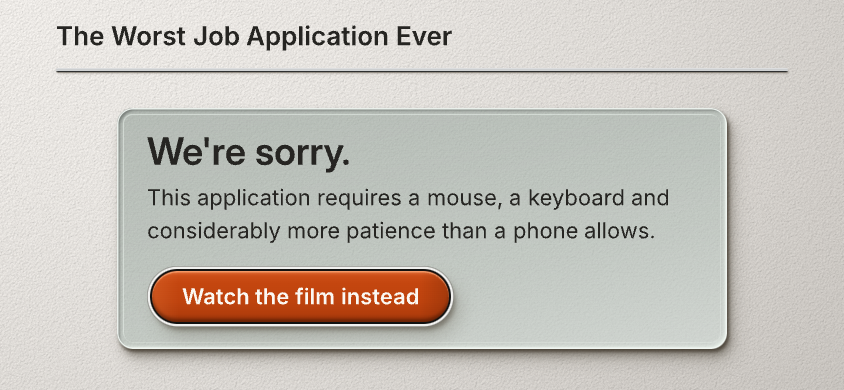 The Worst Job Application Ever
We're sorry.
This application requires a mouse, a keyboard and
considerably more patience than a phone allows.
Watch the film instead